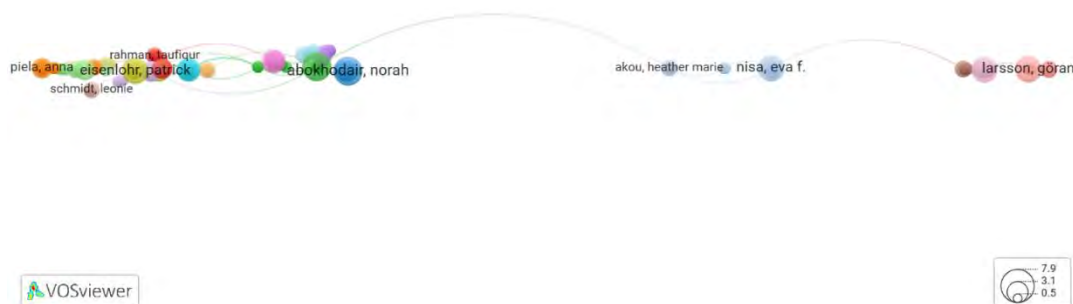 rahman, taufiqur
piela, anna
eisenlohr, patrick
abokhodair, norah
akou, heather marie
nisa, eva f.
larsson, göran
schmidt, leonie
VOSviewer
7.9
3.1
0.5